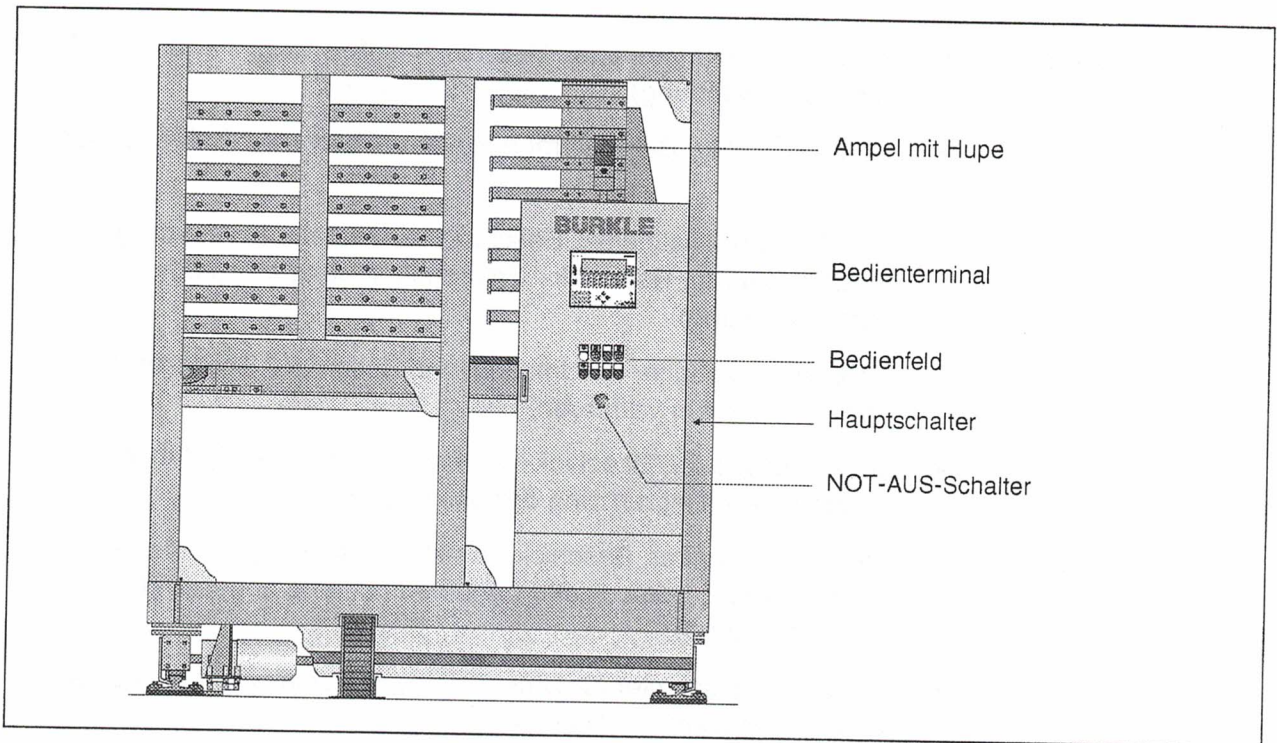 Ampel mit Hupe
BÜRKLE
Bedienterminal
Bedienfeld
Hauptschalter
NOT-AUS-Schalter